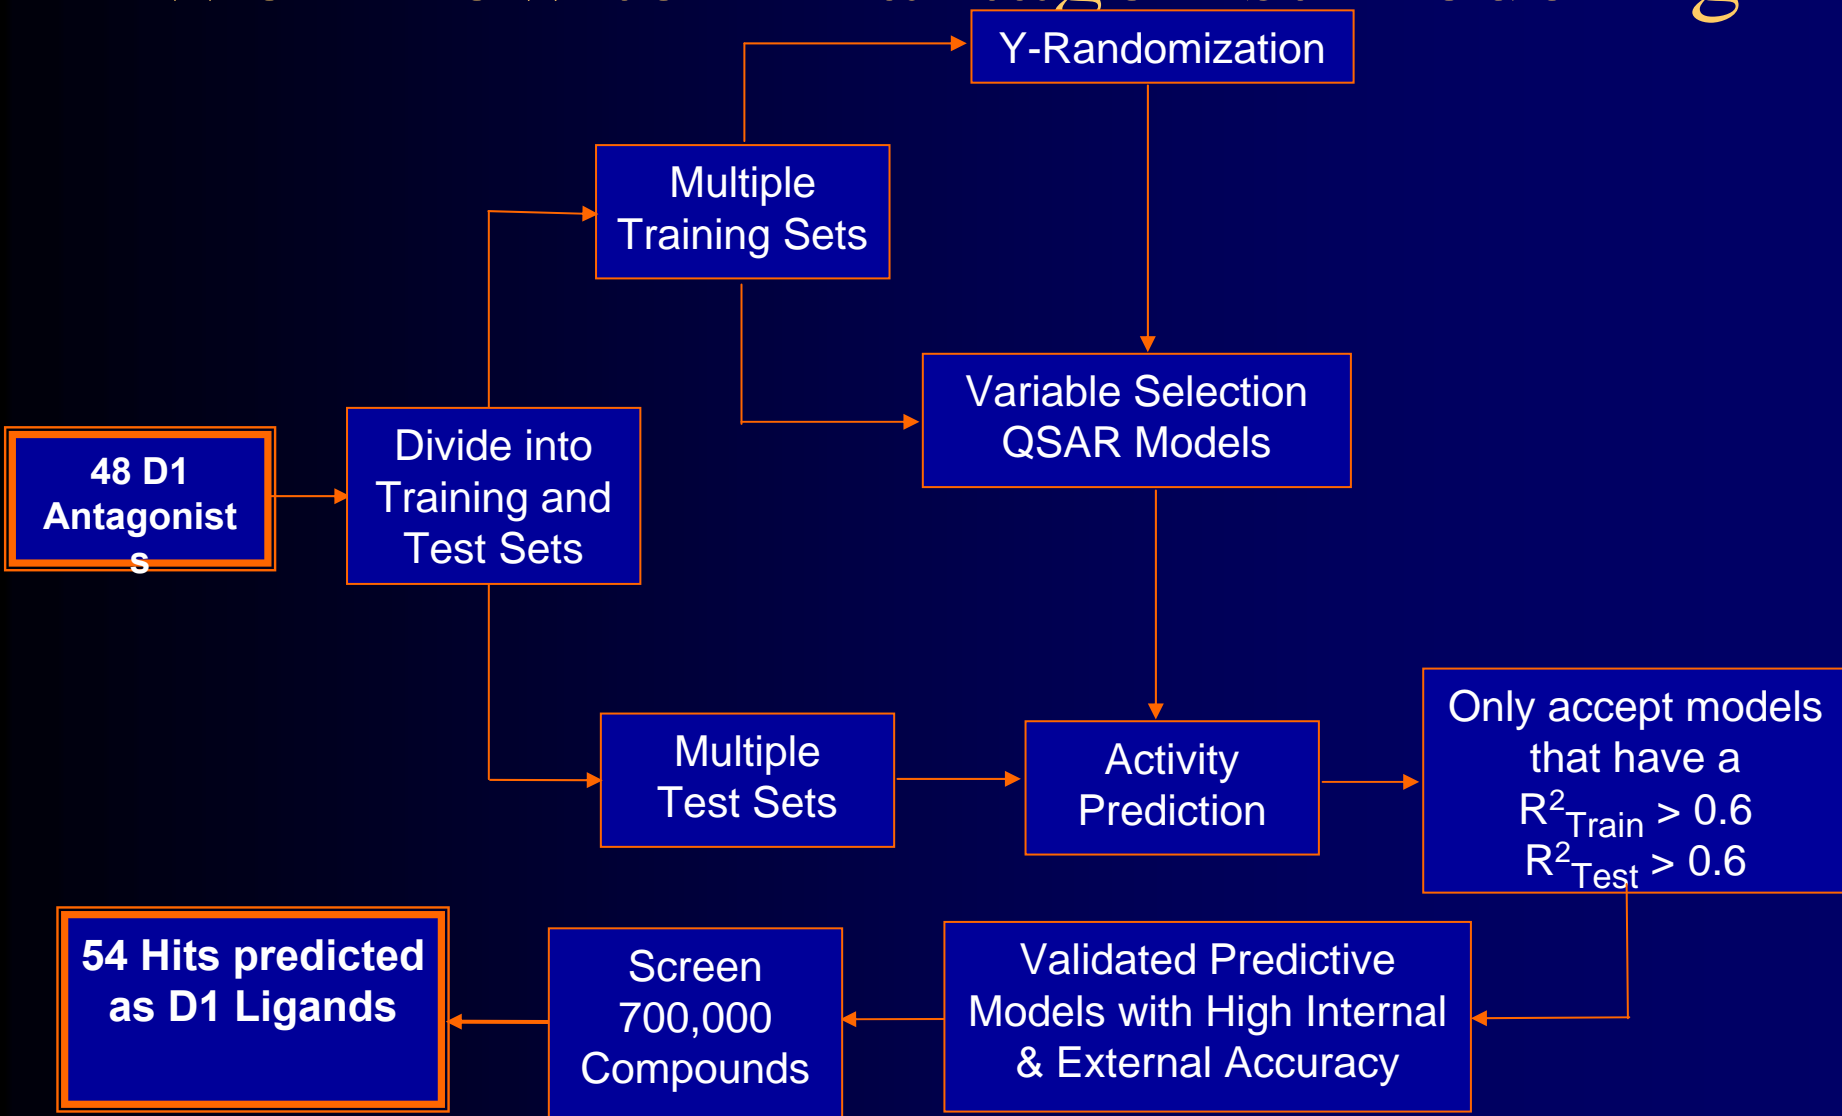 Y-Randomization
Multiple
Training Sets
Variable Selection
QSAR Models
48 D1
Antagonist
s
Divide into
Training and
Test Sets
Multiple
Test Sets
Activity
Prediction
Only accept models
that have a
R²Train > 0.6
R²Test > 0.6
54 Hits predicted
as D1 Ligands
Screen
700,000
Compounds
Validated Predictive
Models with High Internal
& External Accuracy